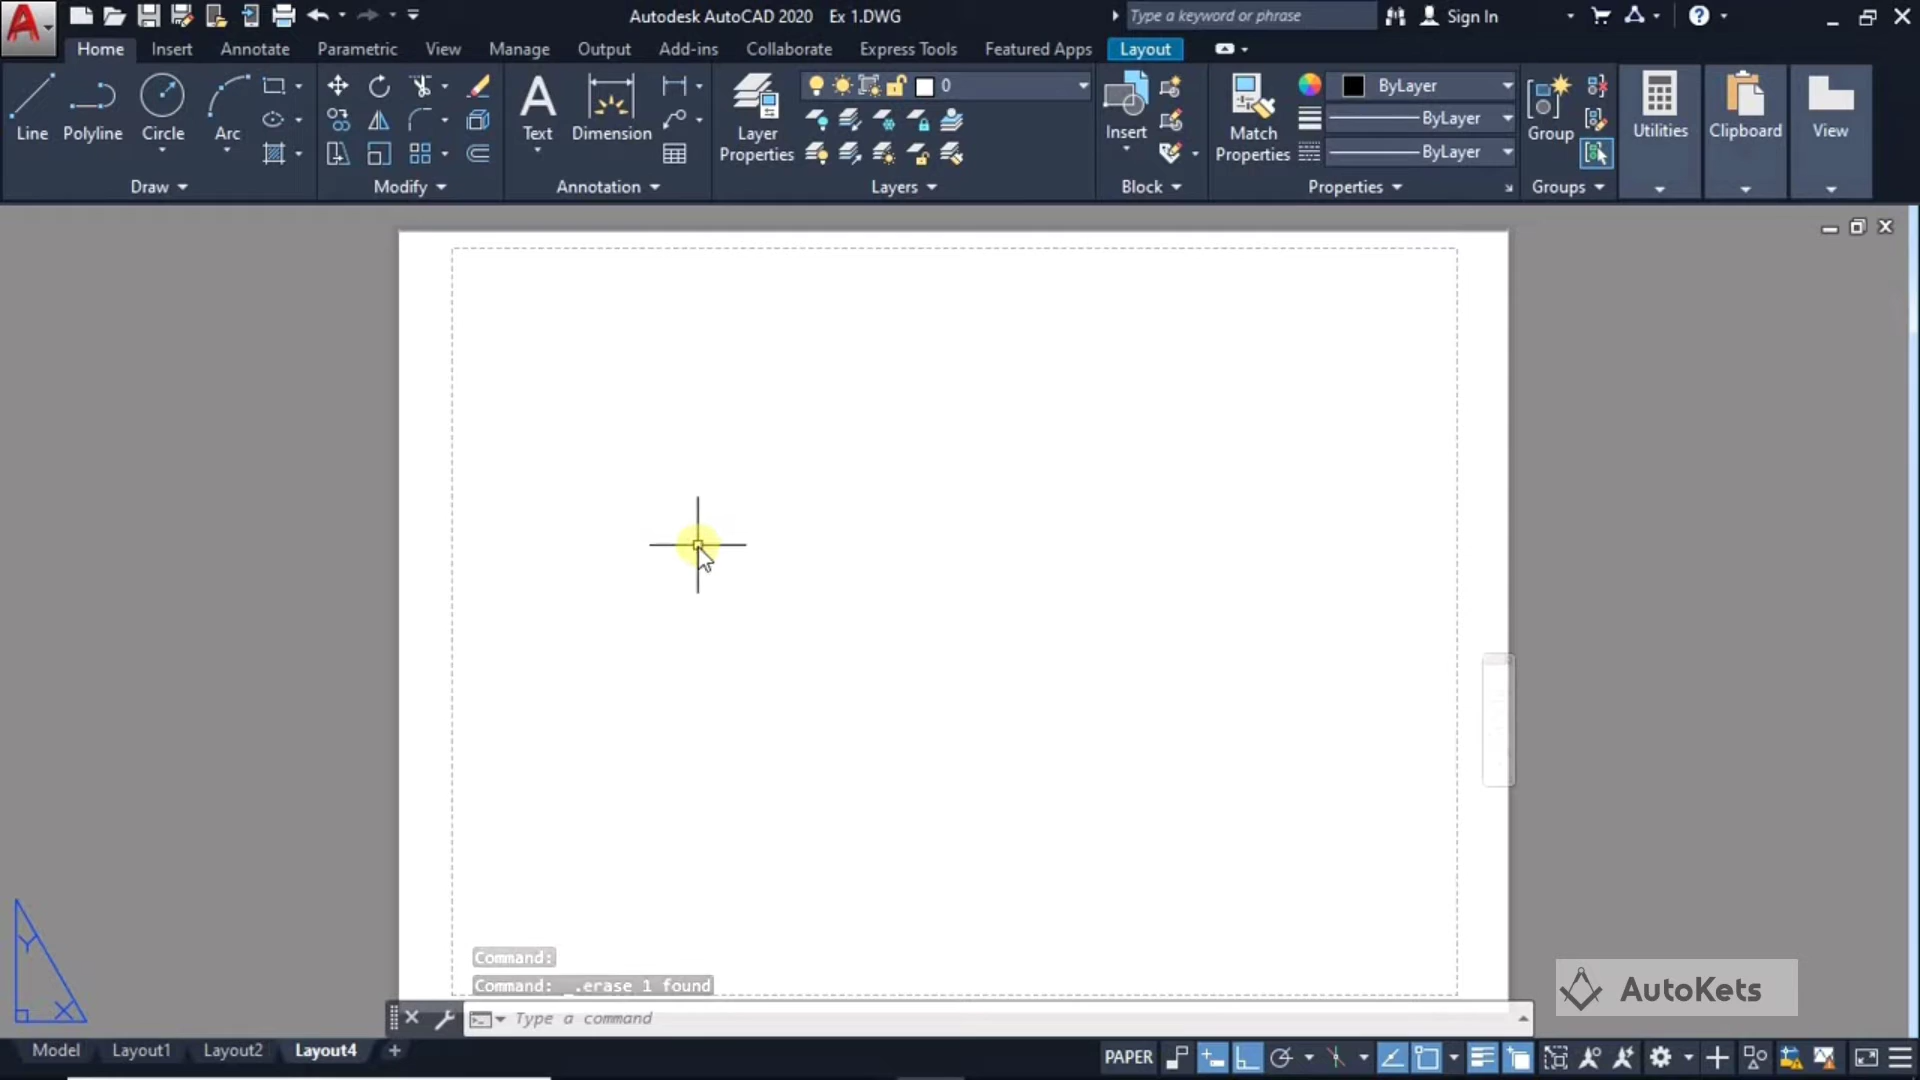 Autodesk AutoCAD 2020 Ex 1.DWG
Type a keyword or phrase
Sign In
Home Insert Annotate Parametric View Manage Output Add-ins Collaborate Express Tools Featured Apps Layout
Line
Polyline
Circle
Arc
Draw
Modify
Text
Dimension
Annotation
Layer
Properties
0
Layers
Insert
Block
Match
Properties
ByLayer
ByLayer
ByLayer
Properties
Group
Groups
Utilities
Clipboard
View
Command:
Command: _.erase 1 found
Type a command
Y
X
AutoKets
Model Layout1 Layout2 Layout4 +
PAPER